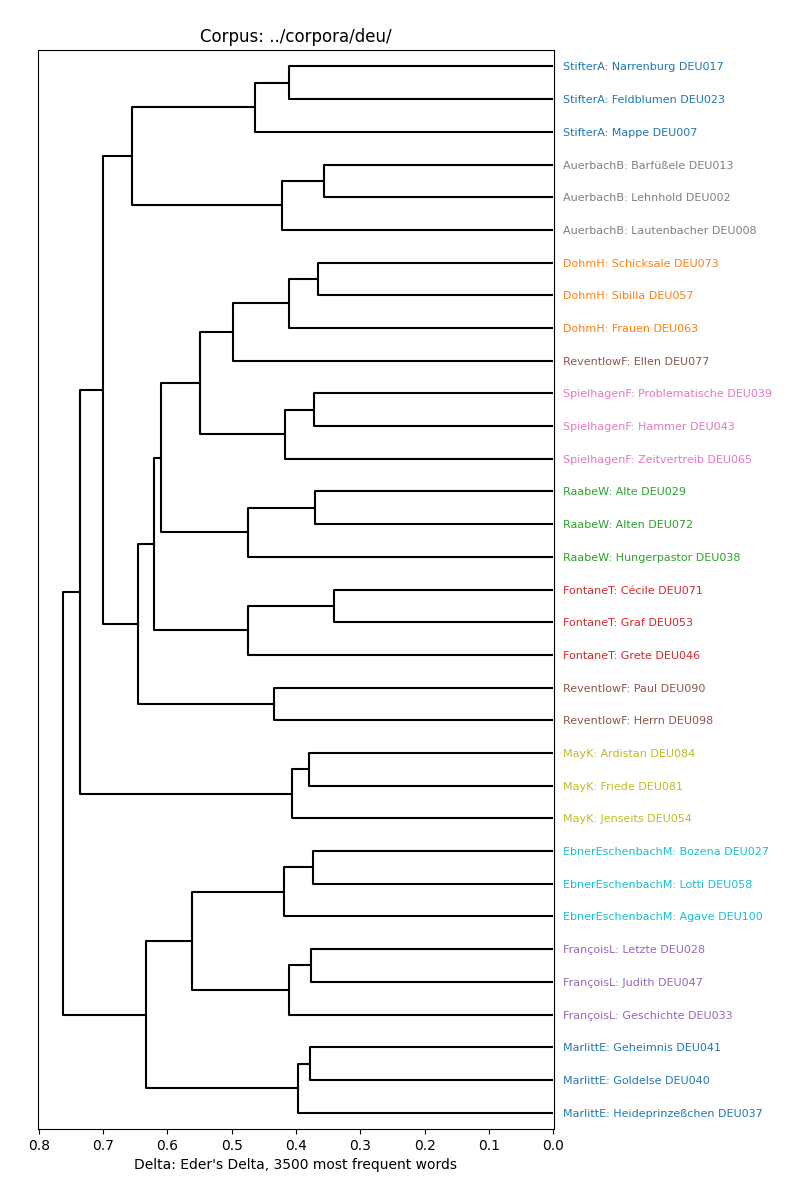 Corpus: ../corpora/deu/
StifterA: Narrenburg DEU017
StifterA: Feldblumen DEU023
StifterA: Mappe DEU007
AuerbachB: Barfüßele DEU013
AuerbachB: Lehnhold DEU002
AuerbachB: Lautenbacher DEU008
DohmH: Schicksale DEU073
DohmH: Sibilla DEU057
DohmH: Frauen DEU063
ReventlowF: Ellen DEU077
SpielhagenF: Problematische DEU039
SpielhagenF: Hammer DEU043
SpielhagenF: Zeitvertreib DEU065
RaabeW: Alte DEU029
RaabeW: Alten DEU072
RaabeW: Hungerpastor DEU038
FontaneT: Cécile DEU071
FontaneT: Graf DEU053
FontaneT: Grete DEU046
ReventlowF: Paul DEU090
ReventlowF: Herrn DEU098
MayK: Ardistan DEU084
MayK: Friede DEU081
MayK: Jenseits DEU054
EbnerEschenbachM: Bozena DEU027
EbnerEschenbachM: Lotti DEU058
EbnerEschenbachM: Agave DEU100
FrançoisL: Letzte DEU028
FrançoisL: Judith DEU047
FrançoisL: Geschichte DEU033
MarlittE: Geheimnis DEU041
MarlittE: Goldelse DEU040
MarlittE: Heideprinzeßchen DEU037
0.8 0.7 0.6 0.5 0.4 0.3 0.2 0.1 0.0
Delta: Eder's Delta, 3500 most frequent words